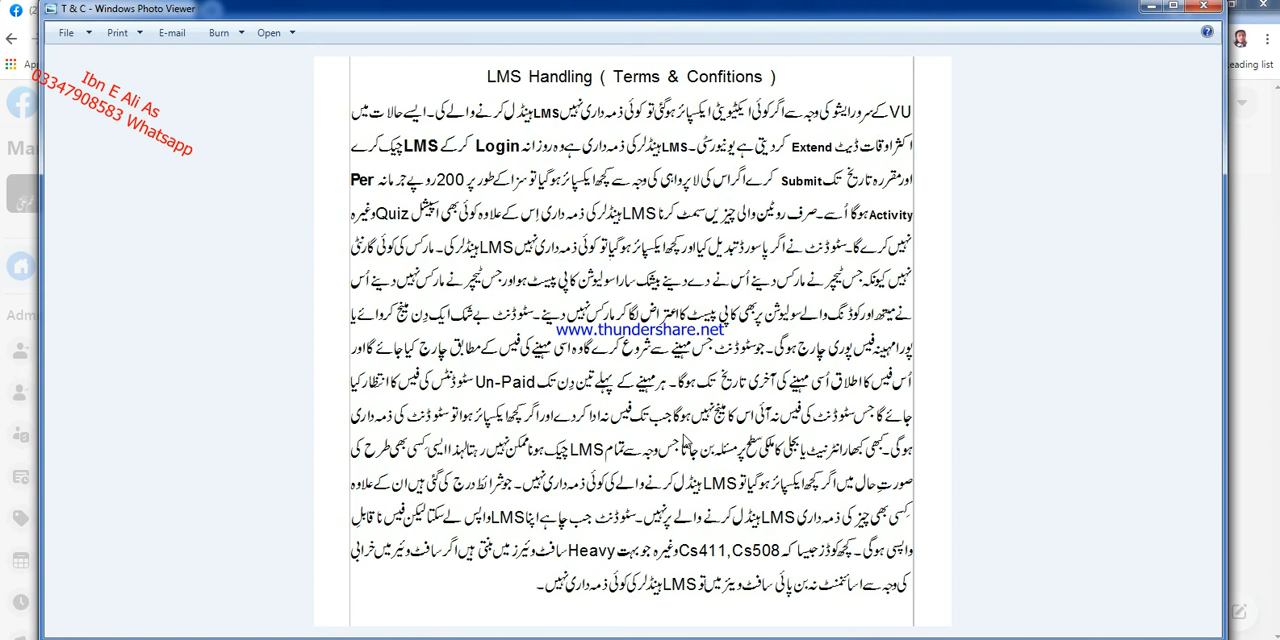 T & C - Windows Photo Viewer
File Print E-mail Burn Open
eading list
Ibn E Ali As
03347908583 Whatsapp
Ma
Adm
LMS Handling ( Terms & Confitions )
VU کے سرور ایشو کی وجہ سے اگر کوئی ایکٹیویٹی ایکسپائر ہوگئی تو کوئی ذمہ داری نہیں LMS ہینڈل کرنے والے کی۔ ایسے حالات میں
اکثر اوقات ڈیٹ Extend کردیتی ہے یونیورسٹی۔ LMS ہینڈلر کی ذمہ داری ہے وہ روزانہ Login کرکے LMS چیک کرے
اور مقررہ تاریخ تک Submit کرے اگر اس کی لاپرواہی کی وجہ سے کچھ ایکسپائر ہوگیا تو سزا کے طور پر 200 روپے جرمانہ Per
Activity ہوگا اُسے۔ صرف روٹین والی چیزیں سمٹ کرنا LMS ہینڈلر کی ذمہ داری اِس کے علاوہ کوئی بھی اسپیشل Quiz وغیرہ
نہیں کرے گا۔ سٹوڈنٹ نے اگر پاسورڈ تبدیل کیا اور کچھ ایکسپائر ہوگیا تو کوئی ذمہ داری نہیں LMS ہینڈلر کی۔ مارکس کی کوئی گارنٹی
نہیں کیونکہ جس ٹیچر نے مارکس دینے اُس نے دے دینے بیشک سارا سولیوشن کاپی پیسٹ ہو اور جس ٹیچر نے مارکس نہیں دینے اُس
نے میتھ اور کوڈنگ والے سولیوشن پر بھی کاپی پیسٹ کا اعتراض لگا کر مارکس نہیں دینے۔ سٹوڈنٹ بے شک ایک دِن مینج کروائے یا
www.thundershare.net
پورا مہینہ فیس پوری چارج ہوگی۔ جو سٹوڈنٹ جس مہینے سے شروع کرے گا وہ اسی مہینے کی فیس کے مطابق چارج کیا جائے گا اور
اُس فیس کا اطلاق اُسی مہینے کی آخری تاریخ تک ہوگا۔ ہر مہینے کے پہلے تین دِن تک Un-Paid سٹوڈنٹس کی فیس کا انتظار کیا
جائے گا جس سٹوڈنٹ کی فیس نہ آئی اس کا مینج نہیں ہوگا جب تک فیس نہ ادا کردے اور اگر کچھ ایکسپائر ہوا تو سٹوڈنٹ کی ذمہ داری
ہوگی۔ کبھی کبھار انٹرنیٹ یا بجلی کا ملکی سطح پر مسئلہ بن جاتا جس وجہ سے تمام LMS چیک ہونا ممکن نہیں رہتا لہذا ایسی کسی بھی طرح کی
صورتِ حال میں اگر کچھ ایکسپائر ہوگیا تو LMS ہینڈل کرنے والے کی کوئی ذمہ داری نہیں۔ جو شرائط درج کی گئی ہیں ان کے علاوہ
کِسی بھی چیز کی ذمہ داری LMS ہینڈل کرنے والے پر نہیں۔ سٹوڈنٹ جب چاہے اپنا LMS واپس لے سکتا لیکن فیس ناقابلِ
واپسی ہوگی۔ کچھ کوڈز جیسا کہ Cs411,Cs508 وغیرہ جو بہت Heavy سافٹ وئیرز میں بنتی ہیں اگر سافٹ وئیر میں خرابی
کی وجہ سے اسائنمنٹ نہ بن پائی سافٹ ویئر میں تو LMS ہینڈلر کی کوئی ذمہ داری نہیں۔